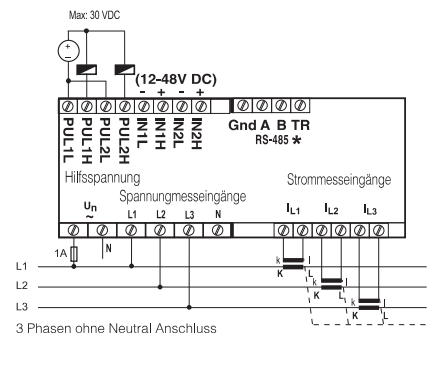 Max: 30 VDC
+
−
(12-48V DC)
- + - +
PUL1L PUL1H PUL2L PUL2H IN1L IN1H IN2L IN2H
Gnd A B TR
RS-485 *
Hilfsspannung
Spannungmesseingänge
Strommesseingänge
Un
~
L1 L2 L3 N
IL1 IL2 IL3
1A
N
L1
k l
K L
L2
k l
K L
L3
k l
K L
3 Phasen ohne Neutral Anschluss